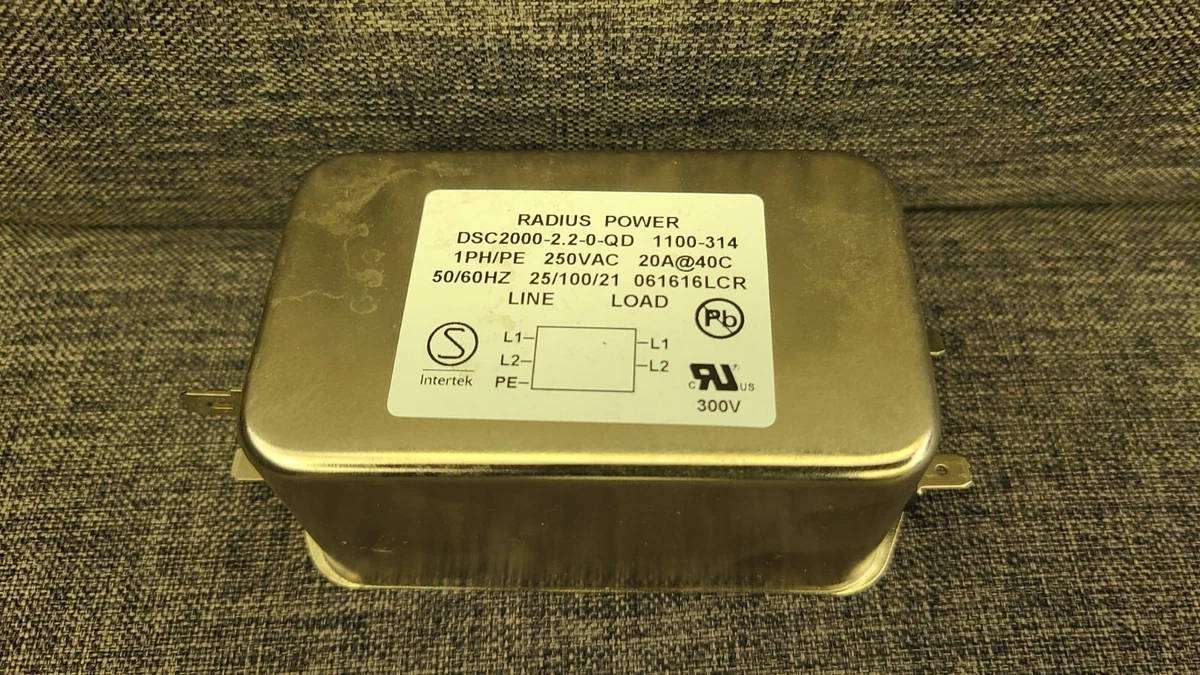 RADIUS POWER
DSC2000-2.2-0-QD 1100-314
1PH/PE 250VAC 20A@40C
50/60HZ 25/100/21 061616LCR
LINE LOAD
Pb
S
Intertek
L1 L1
L2 L2
PE
c RU US
300V